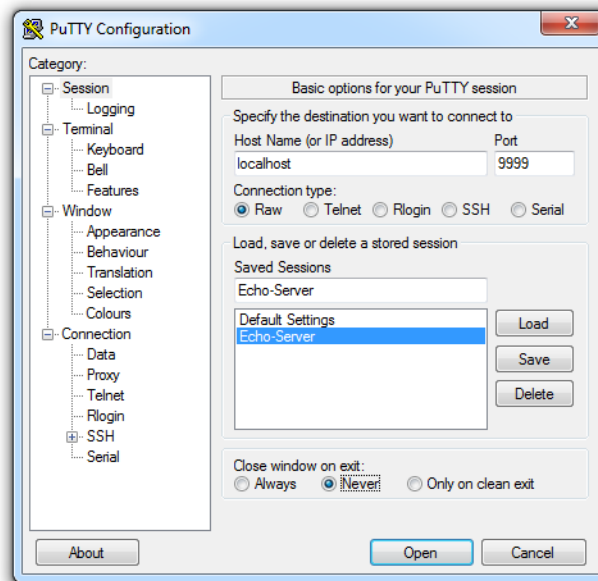 PuTTY Configuration
Category:
Session
Logging
Terminal
Keyboard
Bell
Features
Window
Appearance
Behaviour
Translation
Selection
Colours
Connection
Data
Proxy
Telnet
Rlogin
SSH
Serial
Basic options for your PuTTY session
Specify the destination you want to connect to
Host Name (or IP address) Port
localhost 9999
Connection type:
Raw Telnet Rlogin SSH Serial
Load, save or delete a stored session
Saved Sessions
Echo-Server
Default Settings
Echo-Server
Load
Save
Delete
Close window on exit:
Always Never Only on clean exit
About Open Cancel